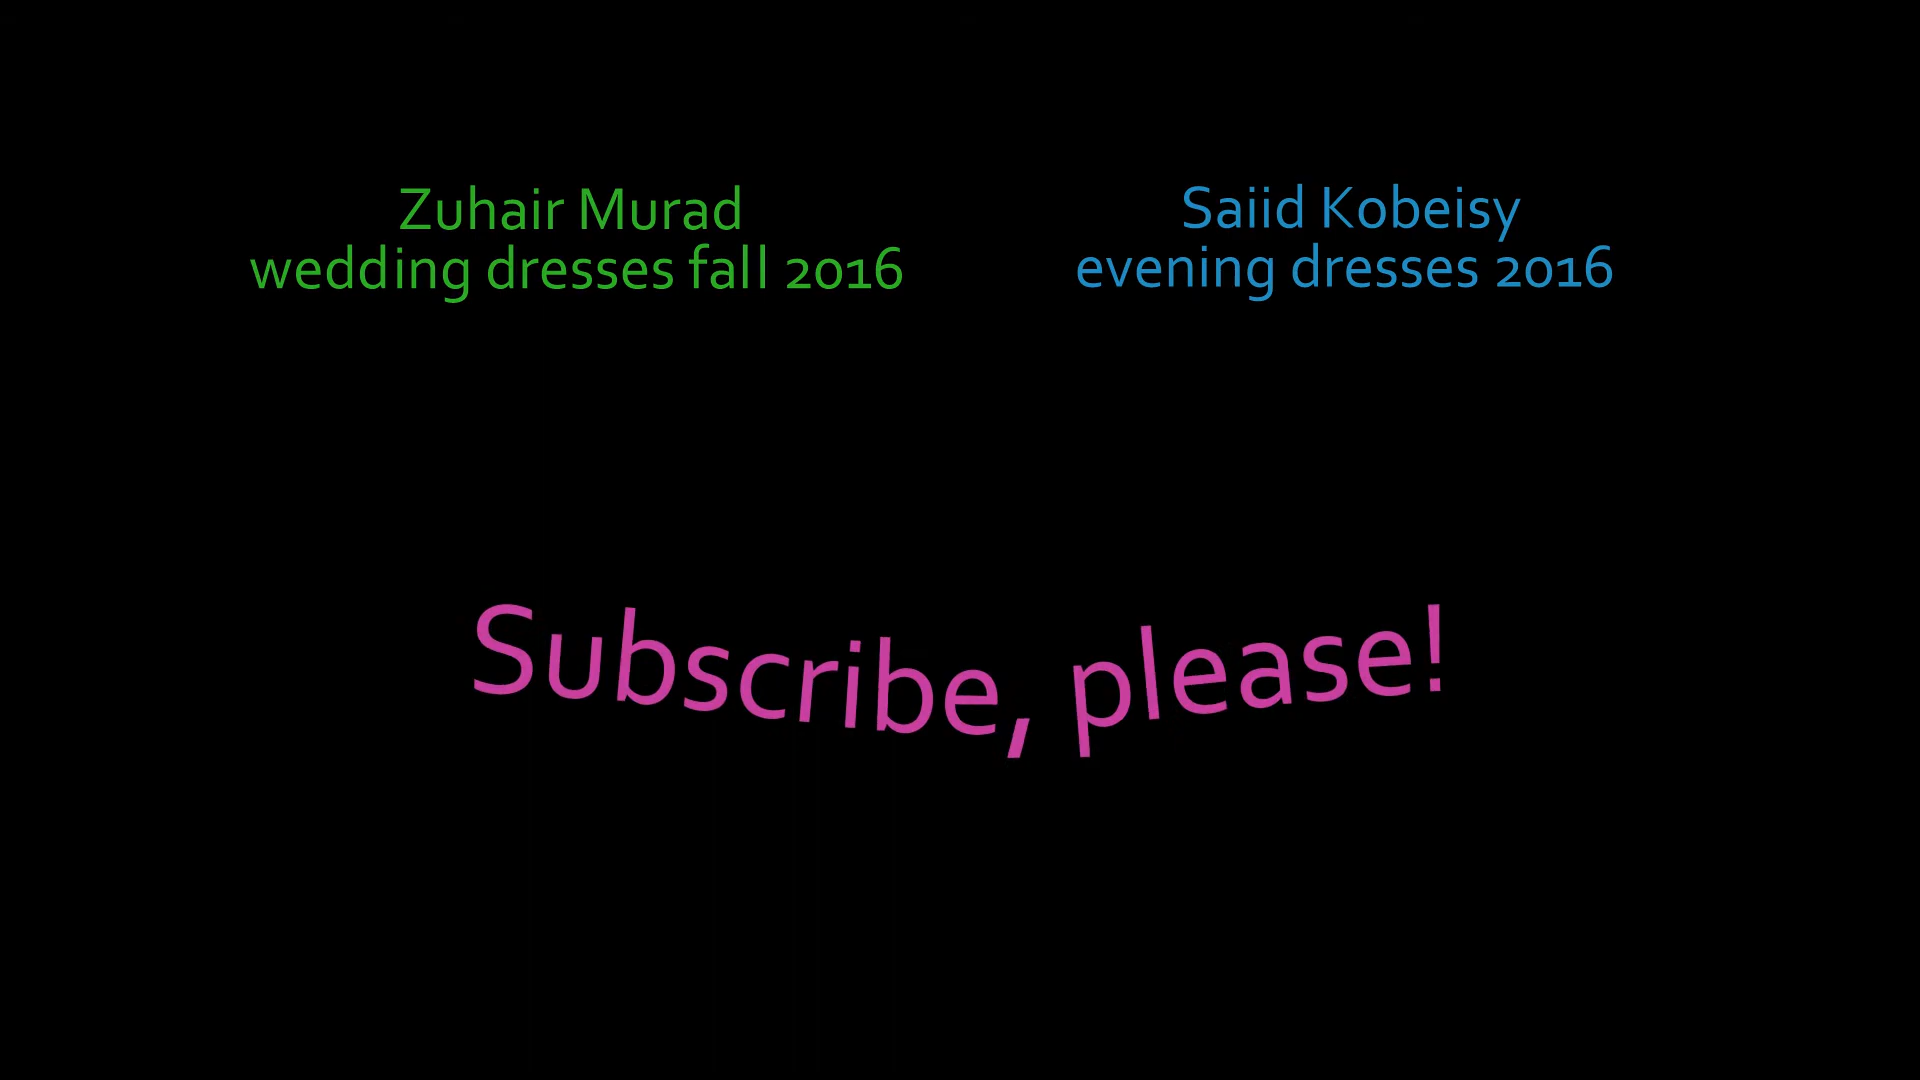 Zuhair Murad
wedding dresses fall 2016
Saiid Kobeisy
evening dresses 2016
Subscribe, please!